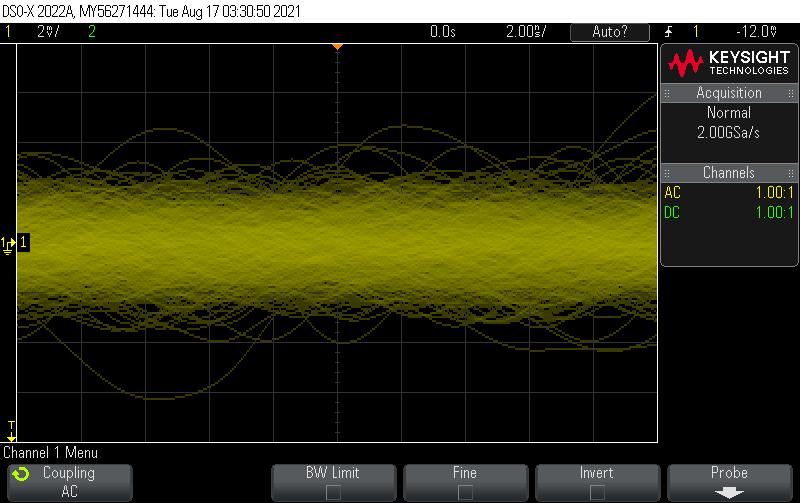 DSO-X 2022A, MY56271444: Tue Aug 17 03:30:50 2021
1 2V/ 2 0.0s 2.00s/ Auto? 1 -12.0V
KEYSIGHT
TECHNOLOGIES
Acquisition
Normal
2.00GSa/s
Channels
AC 1.00:1
DC 1.00:1
1
1
T
Channel 1 Menu
Coupling
AC
BW Limit
Fine
Invert
Probe